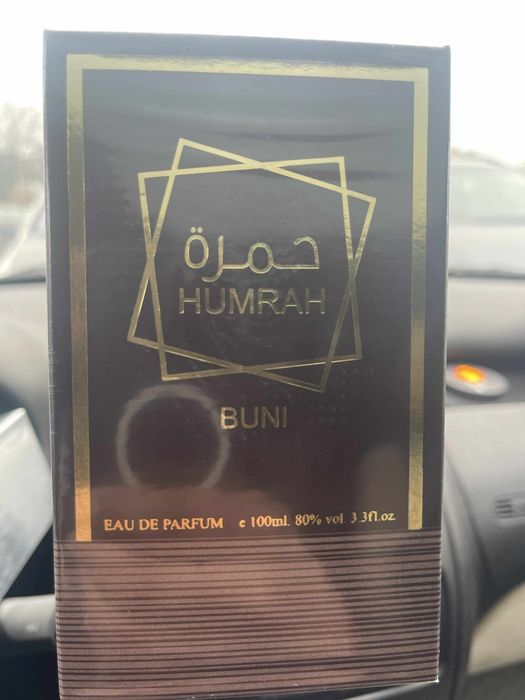 حمرة
HUMRAH
BUNI
EAU DE PARFUM e 100ml. 80% vol 3.3fl.oz